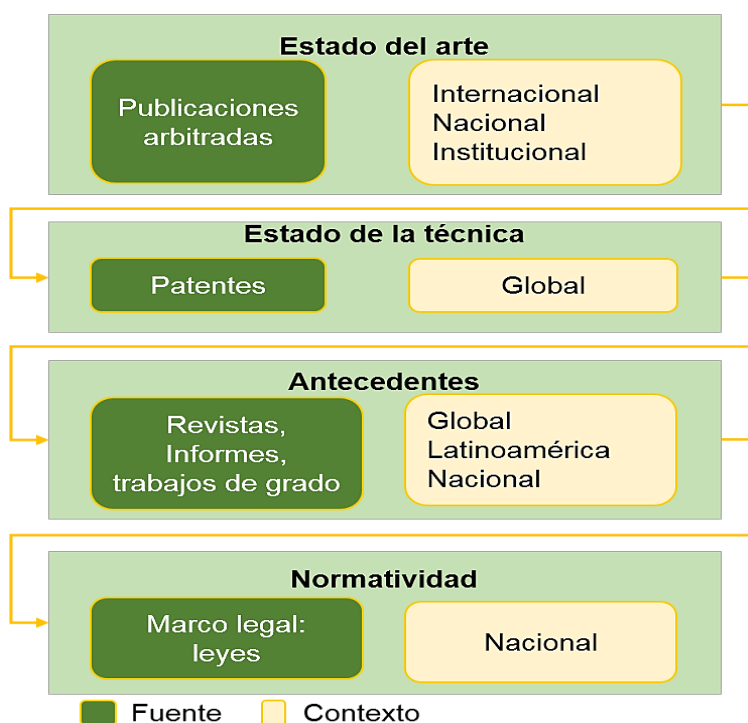 Estado del arte
Publicaciones
arbitradas
Internacional
Nacional
Institucional
Estado de la técnica
Patentes
Global
Antecedentes
Revistas,
Informes,
trabajos de grado
Global
Latinoamérica
Nacional
Normatividad
Marco legal:
leyes
Nacional
Fuente
Contexto